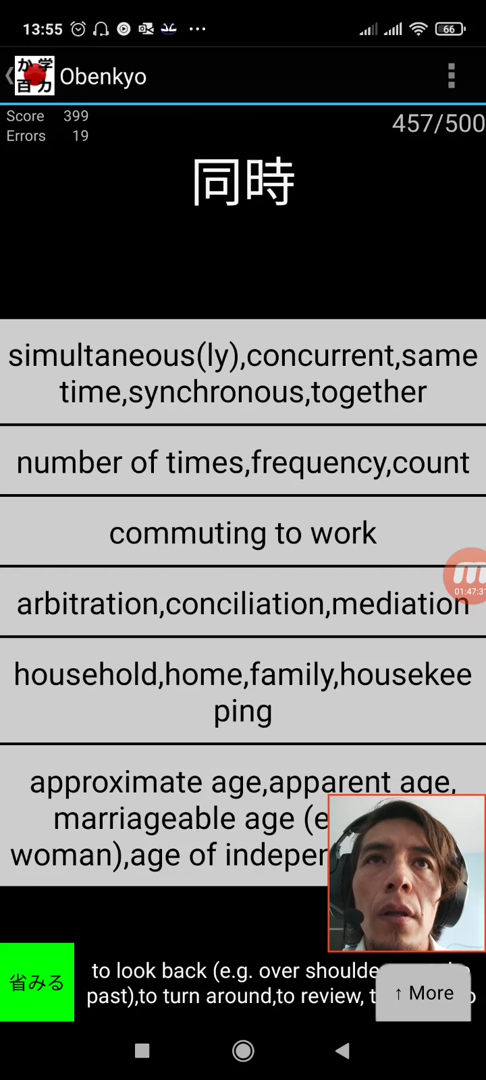 13:55 66
Obenkyo
Score 399
Errors 19
457/500
同時
simultaneous(ly),concurrent,same
time,synchronous,together
number of times,frequency,count
commuting to work
01:47:3
arbitration,conciliation,mediation
household,home,family,housekee
ping
approximate age,apparent age,
marriageable age (e
woman),age of indepen
省みる
to look back (e.g. over shoulde
past),to turn around,to review, t
↑ More